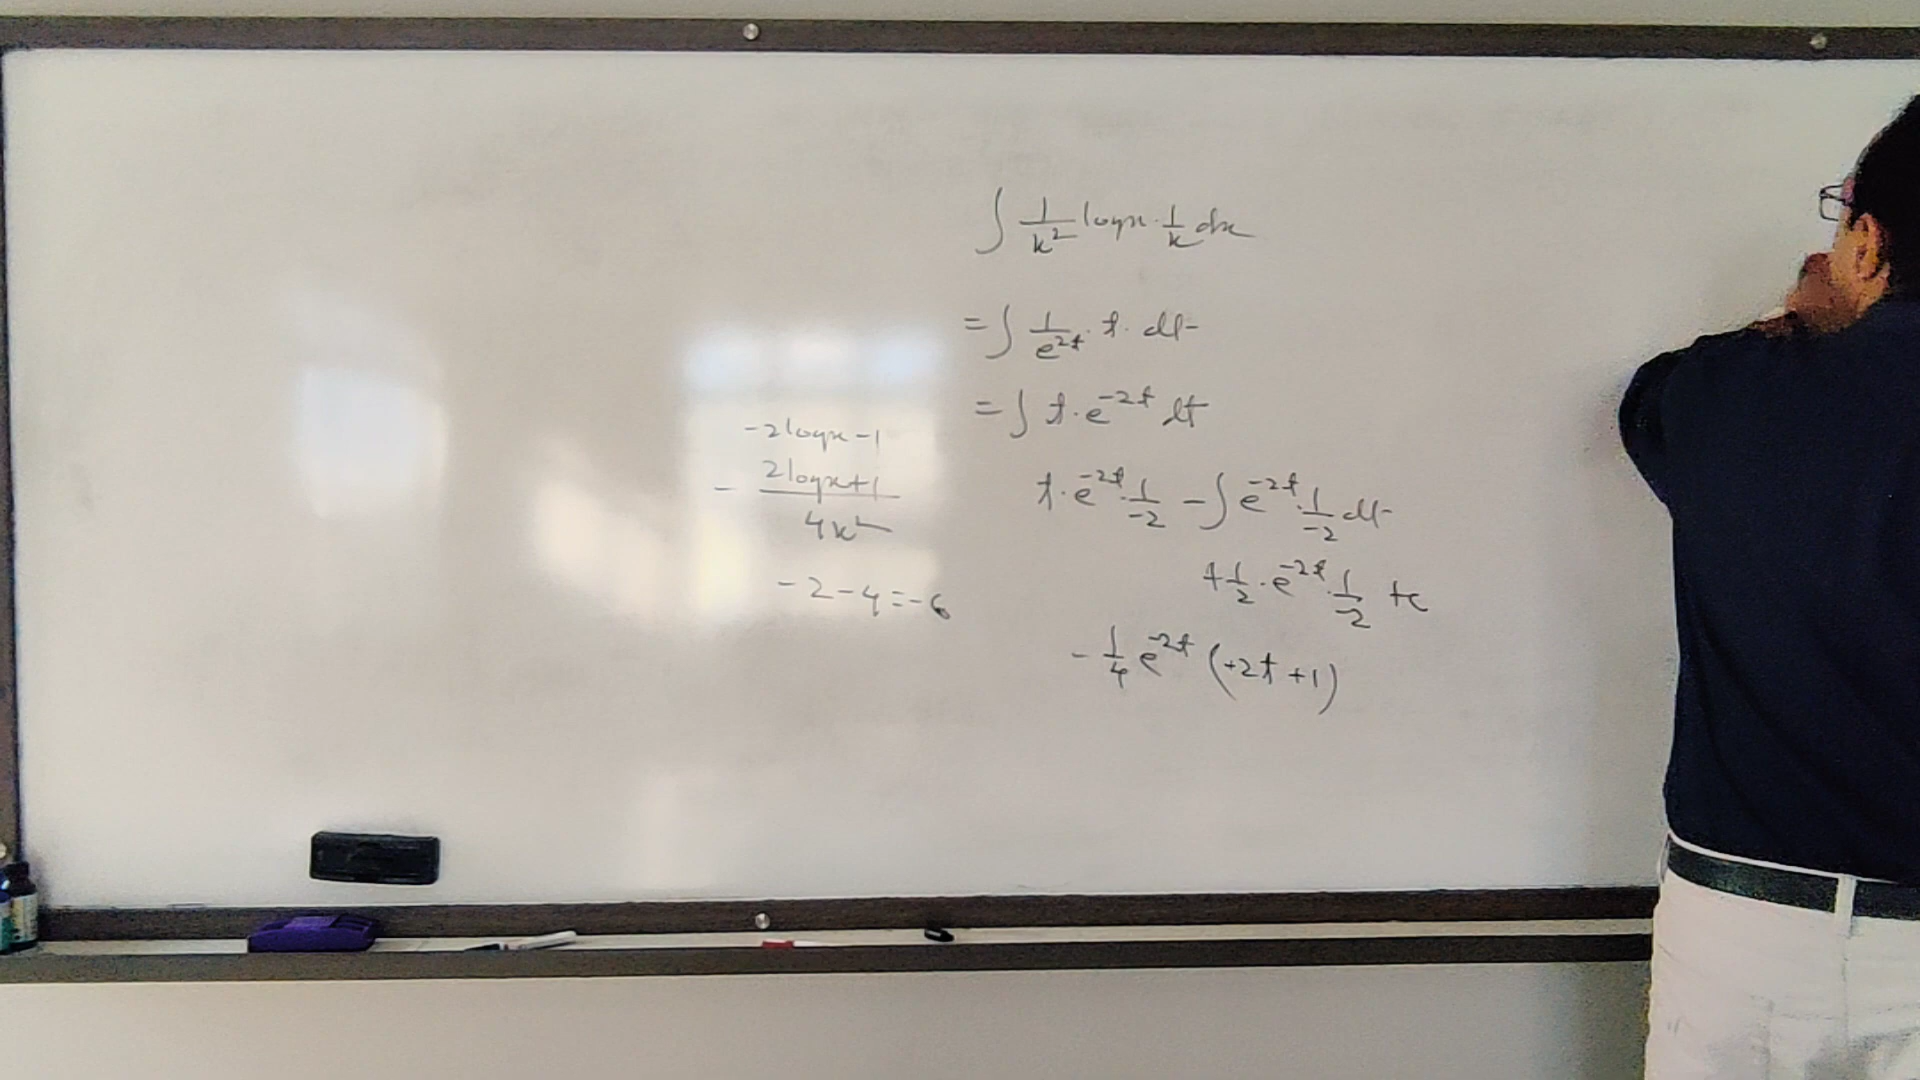 ∫ 1/x² logx · 1/x dx
= ∫ 1/e^2t · t · dt
= ∫ t · e^-2t dt
t · e^-2t · 1/-2 - ∫ e^-2t · 1/-2 dt
+ 1/2 · e^-2t · 1/-2 + c
- 1/4 e^-2t (+2t + 1)
-2logx - 1
- (2logx + 1)/4x²
-2 - 4 = -6